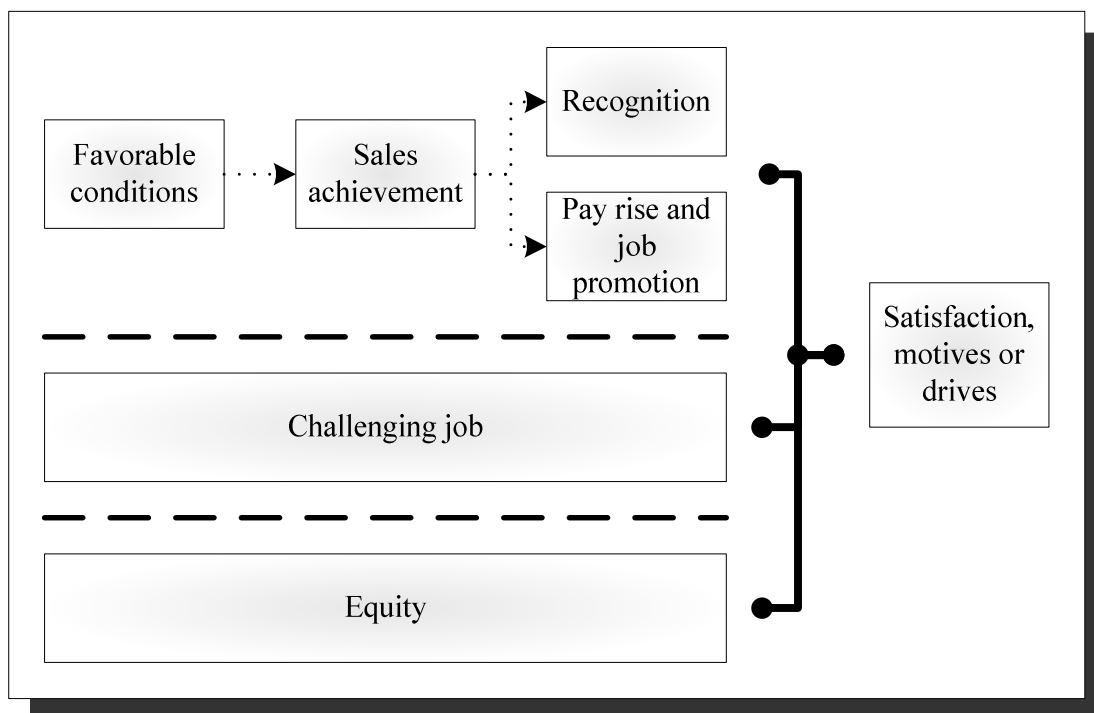 Favorable
conditions
Sales
achievement
Recognition
Pay rise and
job
promotion
Challenging job
Equity
Satisfaction,
motives or
drives